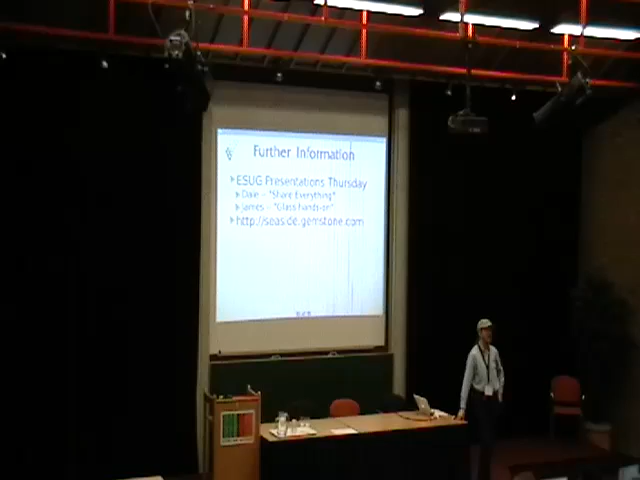 Further Information
ESUG Presentations Thursday
Dale - "Share Everything"
James - "Glass hands-on"
http://seaside.gemstone.com